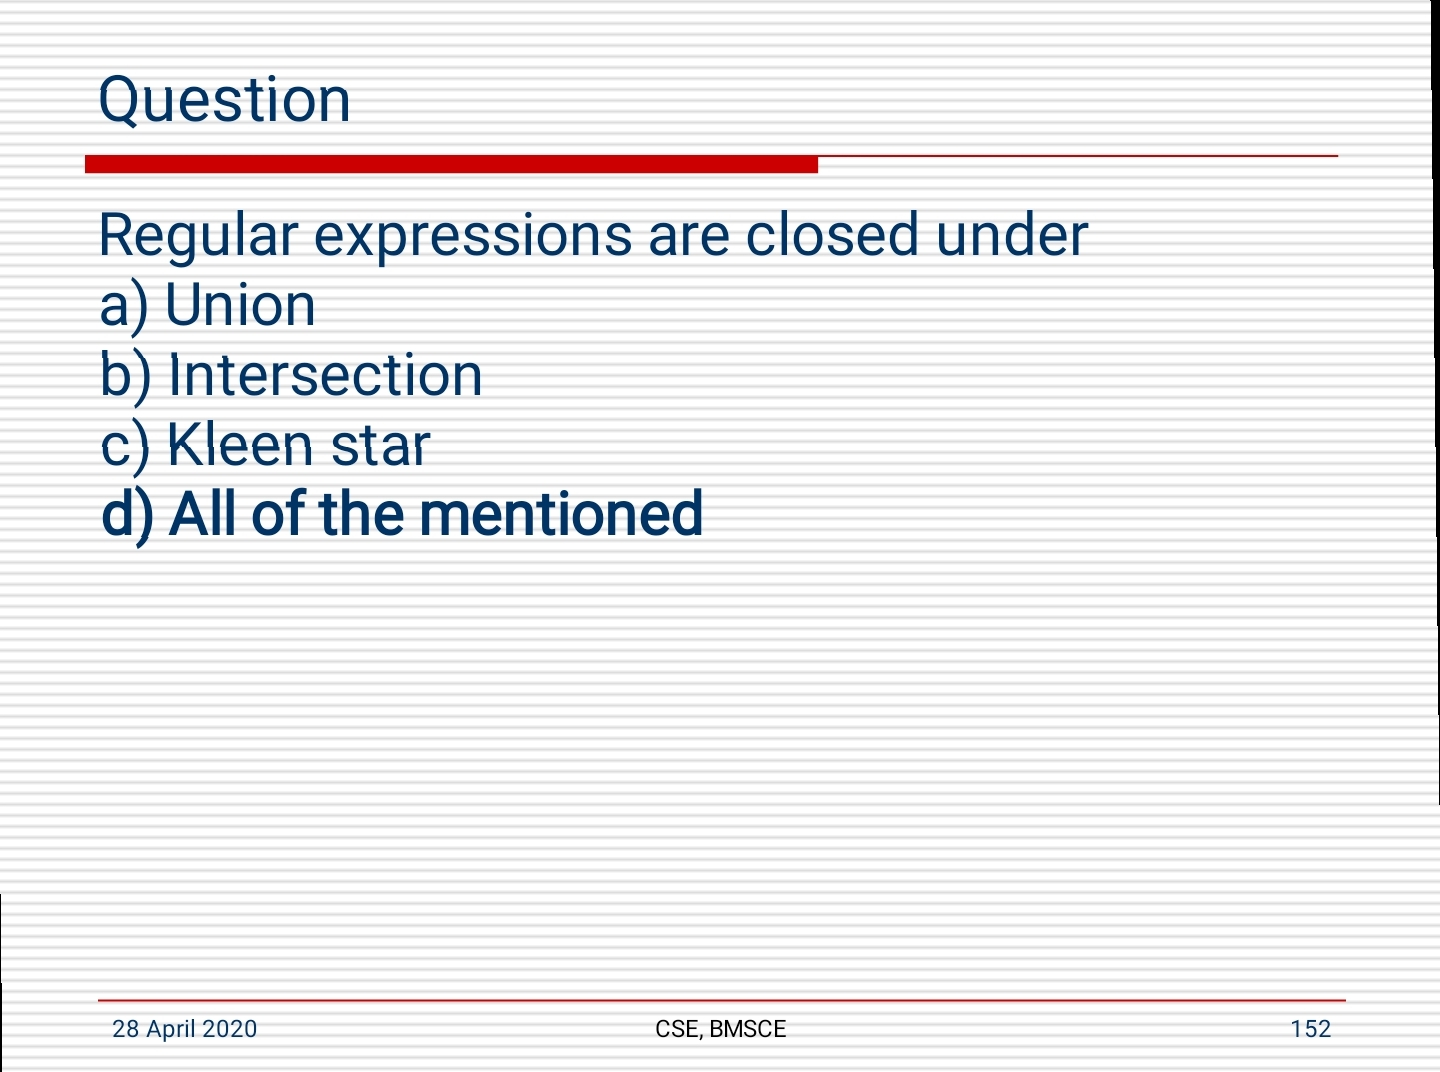 Question
Regular expressions are closed under
a) Union
b) Intersection
c) Kleen star
d) All of the mentioned
28 April 2020
CSE, BMSCE
152